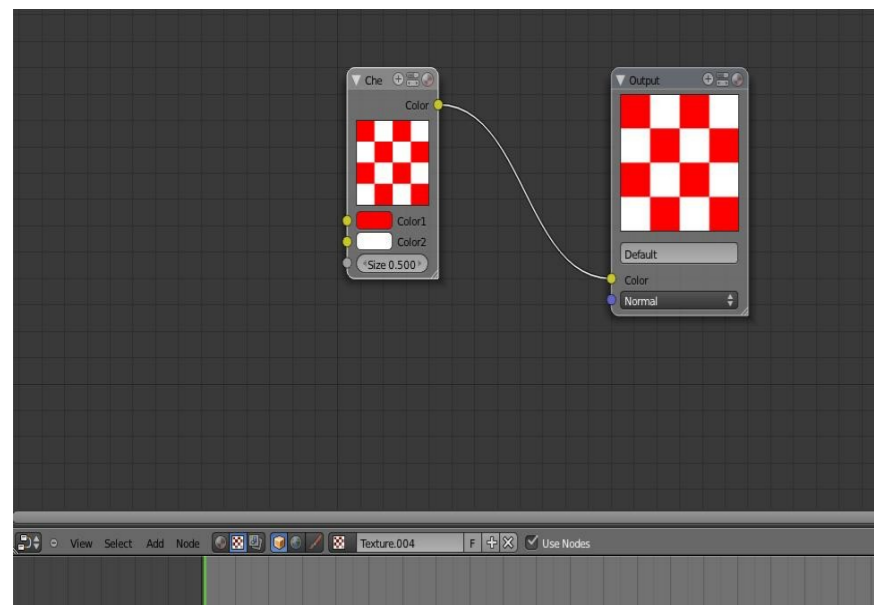 Che
Color
Color1
Color2
Size 0.500
Output
Default
Color
Normal
View Select Add Node Texture.004 F Use Nodes